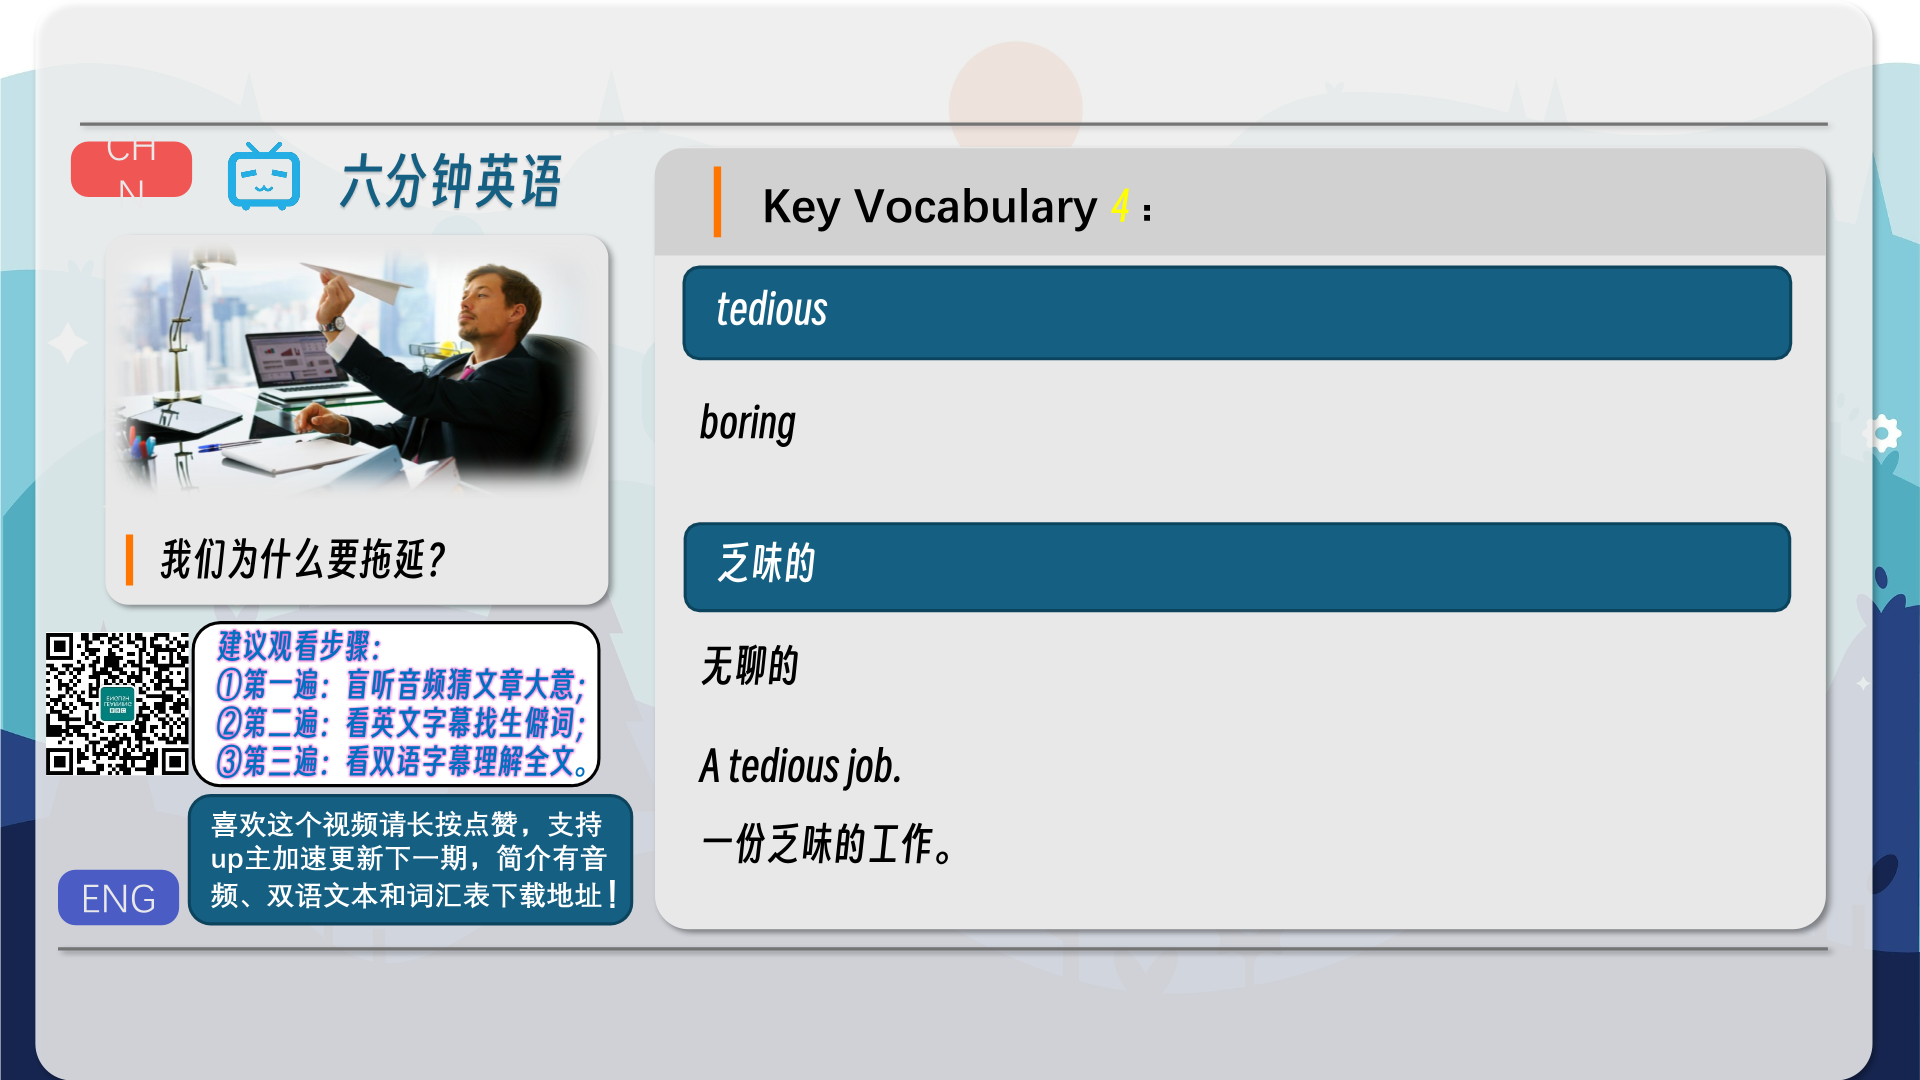 CH
N
六分钟英语
我们为什么要拖延?
建议观看步骤:
①第一遍: 盲听音频猜文章大意;
②第二遍: 看英文字幕找生僻词;
③第三遍: 看双语字幕理解全文。
喜欢这个视频请长按点赞，支持
up主加速更新下一期，简介有音
频、双语文本和词汇表下载地址!
ENG
Key Vocabulary 4：
tedious
boring
乏味的
无聊的
A tedious job.
一份乏味的工作。